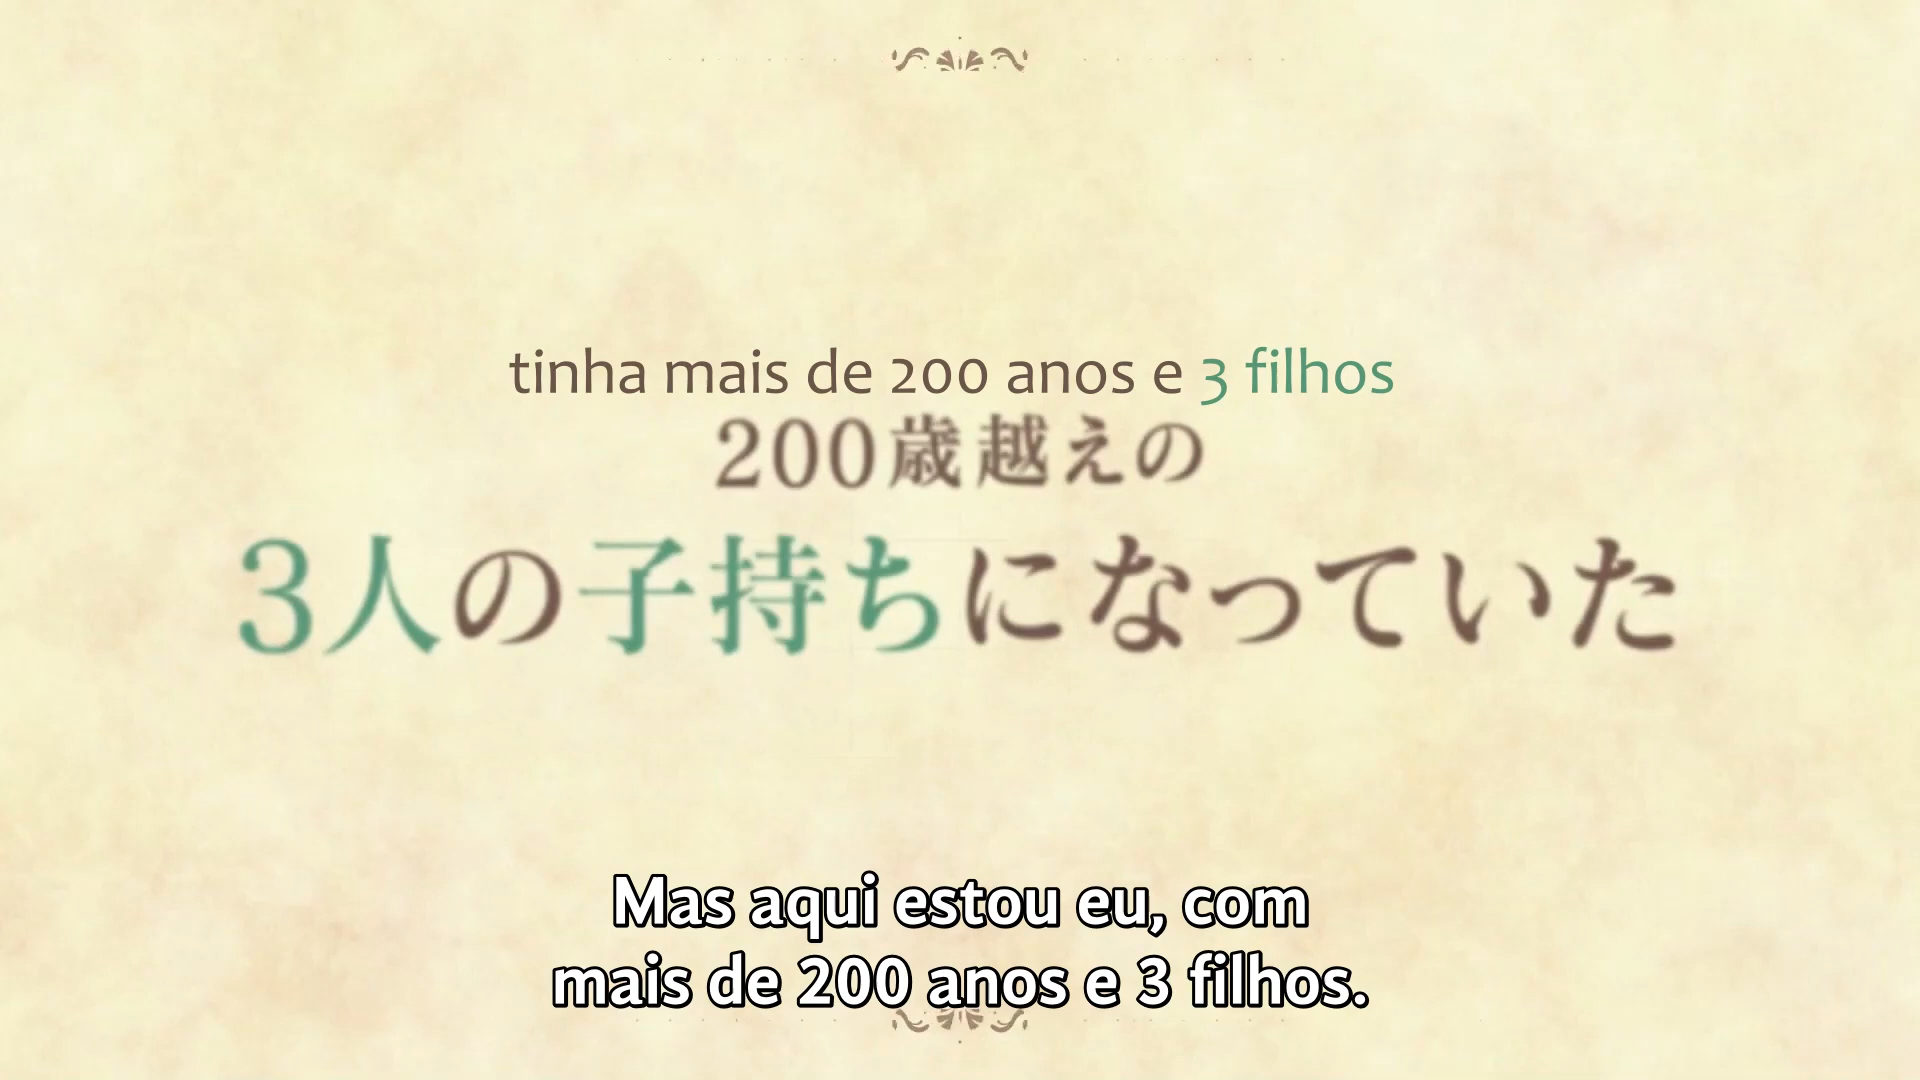 tinha mais de 200 anos e 3 filhos
200歳越えの
3人の子持ちになっていた
Mas aqui estou eu, com
mais de 200 anos e 3 filhos.